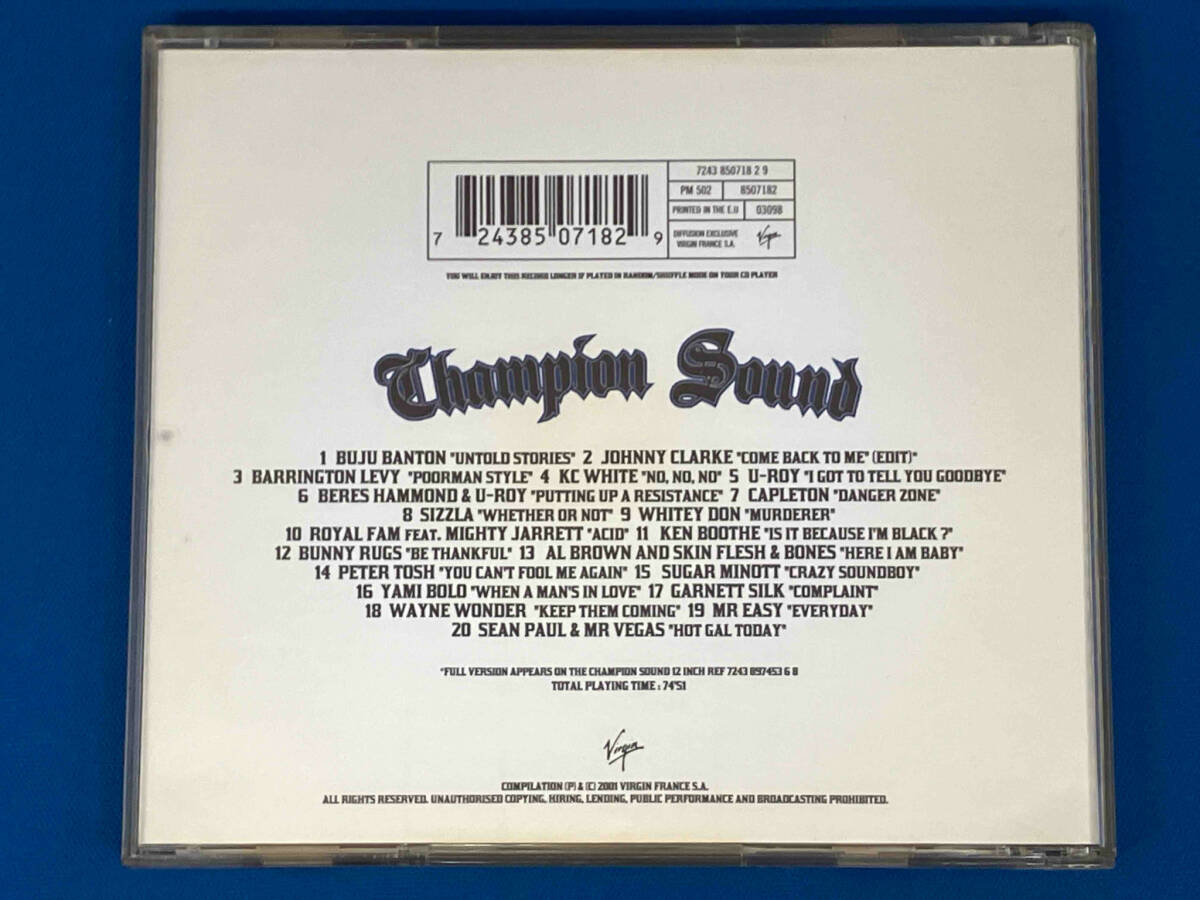 7243 850718 2 9
PM 502 8507182
PRINTED IN THE E.U 03098
DIFFUSION EXCLUSIVE
VIRGIN FRANCE S.A.
Virgin
7 24385 07182 9
YOU WILL ENJOY THIS RECORD LONGER IF PLAYED IN RANDOM/SHUFFLE MODE ON YOUR CD PLAYER
Champion Sound
1 BUJU BANTON "UNTOLD STORIES" 2 JOHNNY CLARKE "COME BACK TO ME" (EDIT)*
3 BARRINGTON LEVY "POORMAN STYLE" 4 KC WHITE "NO, NO, NO" 5 U-ROY "I GOT TO TELL YOU GOODBYE"
6 BERES HAMMOND & U-ROY "PUTTING UP A RESISTANCE" 7 CAPLETON "DANGER ZONE"
8 SIZZLA "WHETHER OR NOT" 9 WHITEY DON "MURDERER"
10 ROYAL FAM FEAT. MIGHTY JARRETT "ACID" 11 KEN BOOTHE "IS IT BECAUSE I'M BLACK ?"
12 BUNNY RUGS "BE THANKFUL" 13 AL BROWN AND SKIN FLESH & BONES "HERE I AM BABY"
14 PETER TOSH "YOU CAN'T FOOL ME AGAIN" 15 SUGAR MINOTT "CRAZY SOUNDBOY"
16 YAMI BOLO "WHEN A MAN'S IN LOVE" 17 GARNETT SILK "COMPLAINT"
18 WAYNE WONDER "KEEP THEM COMING" 19 MR EASY "EVERYDAY"
20 SEAN PAUL & MR VEGAS "HOT GAL TODAY"
*FULL VERSION APPEARS ON THE CHAMPION SOUND 12 INCH REF 7243 897453 6 8
TOTAL PLAYING TIME : 74'51
Virgin
COMPILATION (P) & (C) 2001 VIRGIN FRANCE S.A.
ALL RIGHTS RESERVED. UNAUTHORISED COPYING, HIRING, LENDING, PUBLIC PERFORMANCE AND BROADCASTING PROHIBITED.